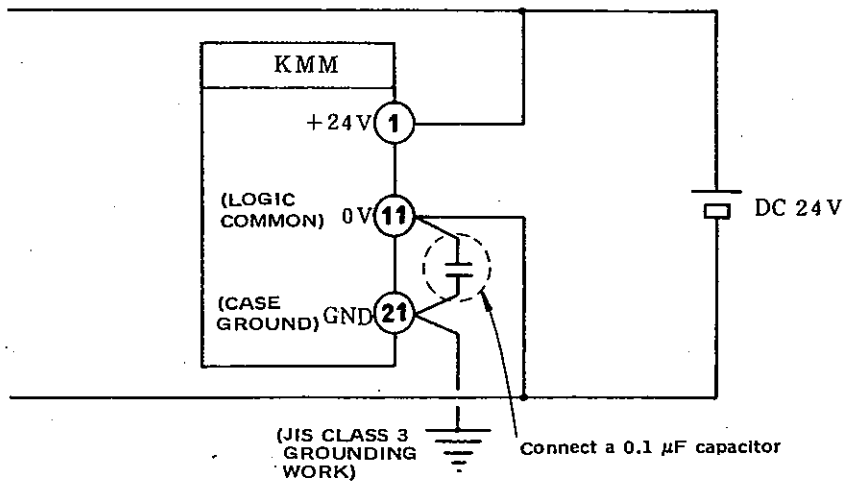 KMM
+24V 1
(LOGIC
COMMON) 0V 11
(CASE
GROUND) GND 21
DC 24V
(JIS CLASS 3
GROUNDING
WORK)
Connect a 0.1 μF capacitor